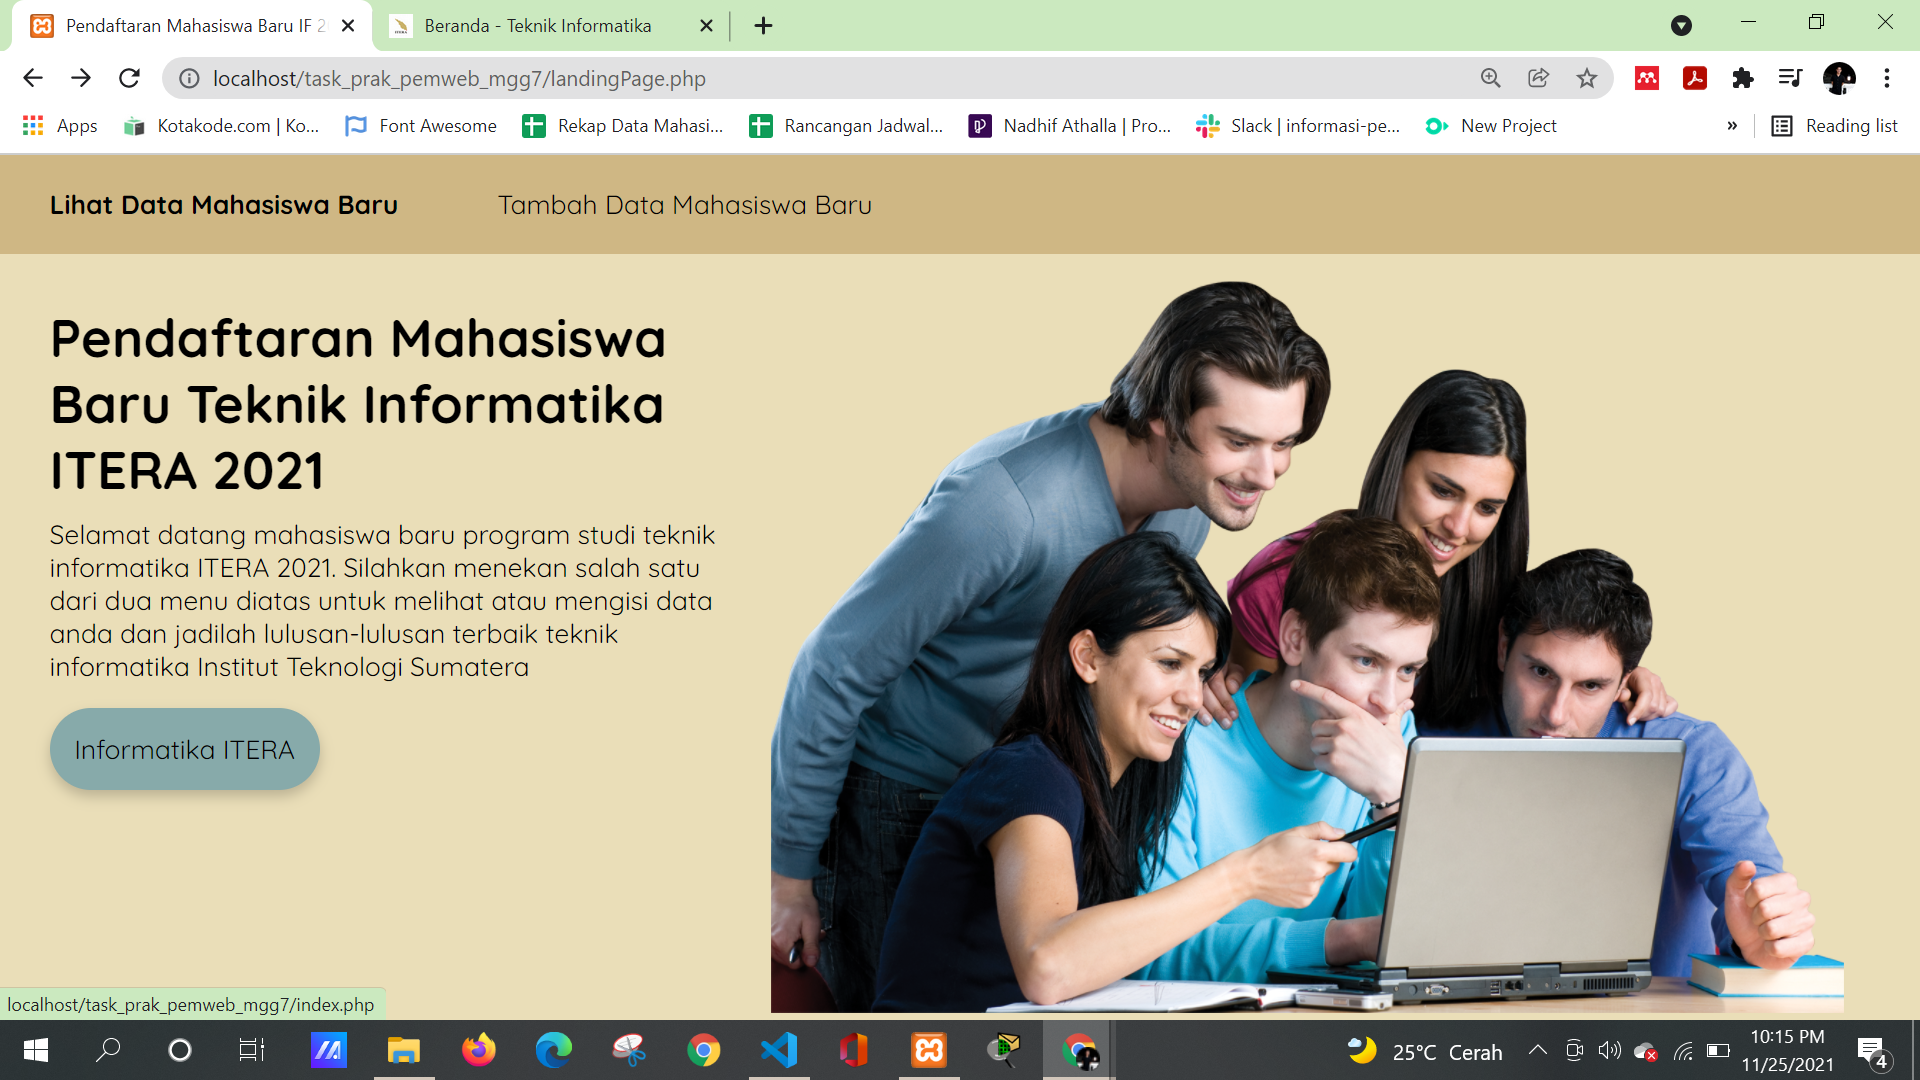 Pendaftaran Mahasiswa Baru IF 2
Beranda - Teknik Informatika
localhost/task_prak_pemweb_mgg7/landingPage.php
Apps
Kotakode.com | Ko...
Font Awesome
Rekap Data Mahasi...
Rancangan Jadwal...
Nadhif Athalla | Pro...
Slack | informasi-pe...
New Project
»
Reading list
Lihat Data Mahasiswa Baru
Tambah Data Mahasiswa Baru
Pendaftaran Mahasiswa
Baru Teknik Informatika
ITERA 2021
Selamat datang mahasiswa baru program studi teknik
informatika ITERA 2021. Silahkan menekan salah satu
dari dua menu diatas untuk melihat atau mengisi data
anda dan jadilah lulusan-lulusan terbaik teknik
informatika Institut Teknologi Sumatera
Informatika ITERA
localhost/task_prak_pemweb_mgg7/index.php
25°C Cerah
10:15 PM
11/25/2021
4